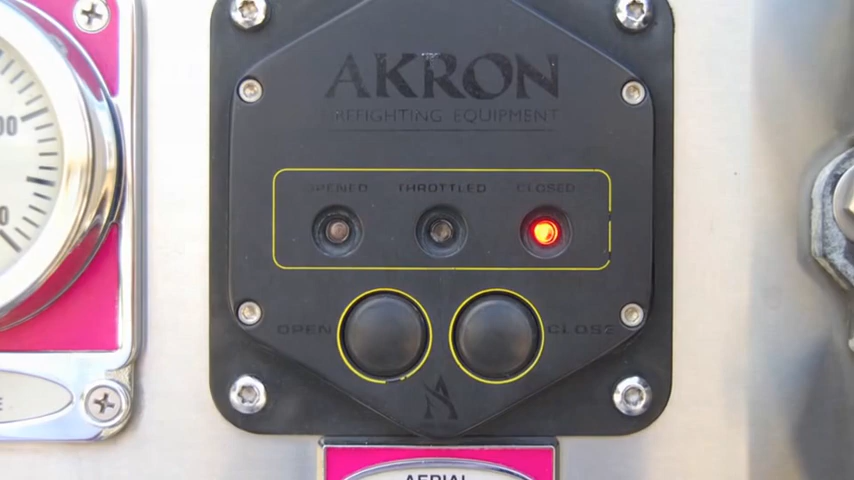 AKRON
FIREFIGHTING EQUIPMENT
OPENED THROTTLED CLOSED
OPEN CLOSE
AERIAL